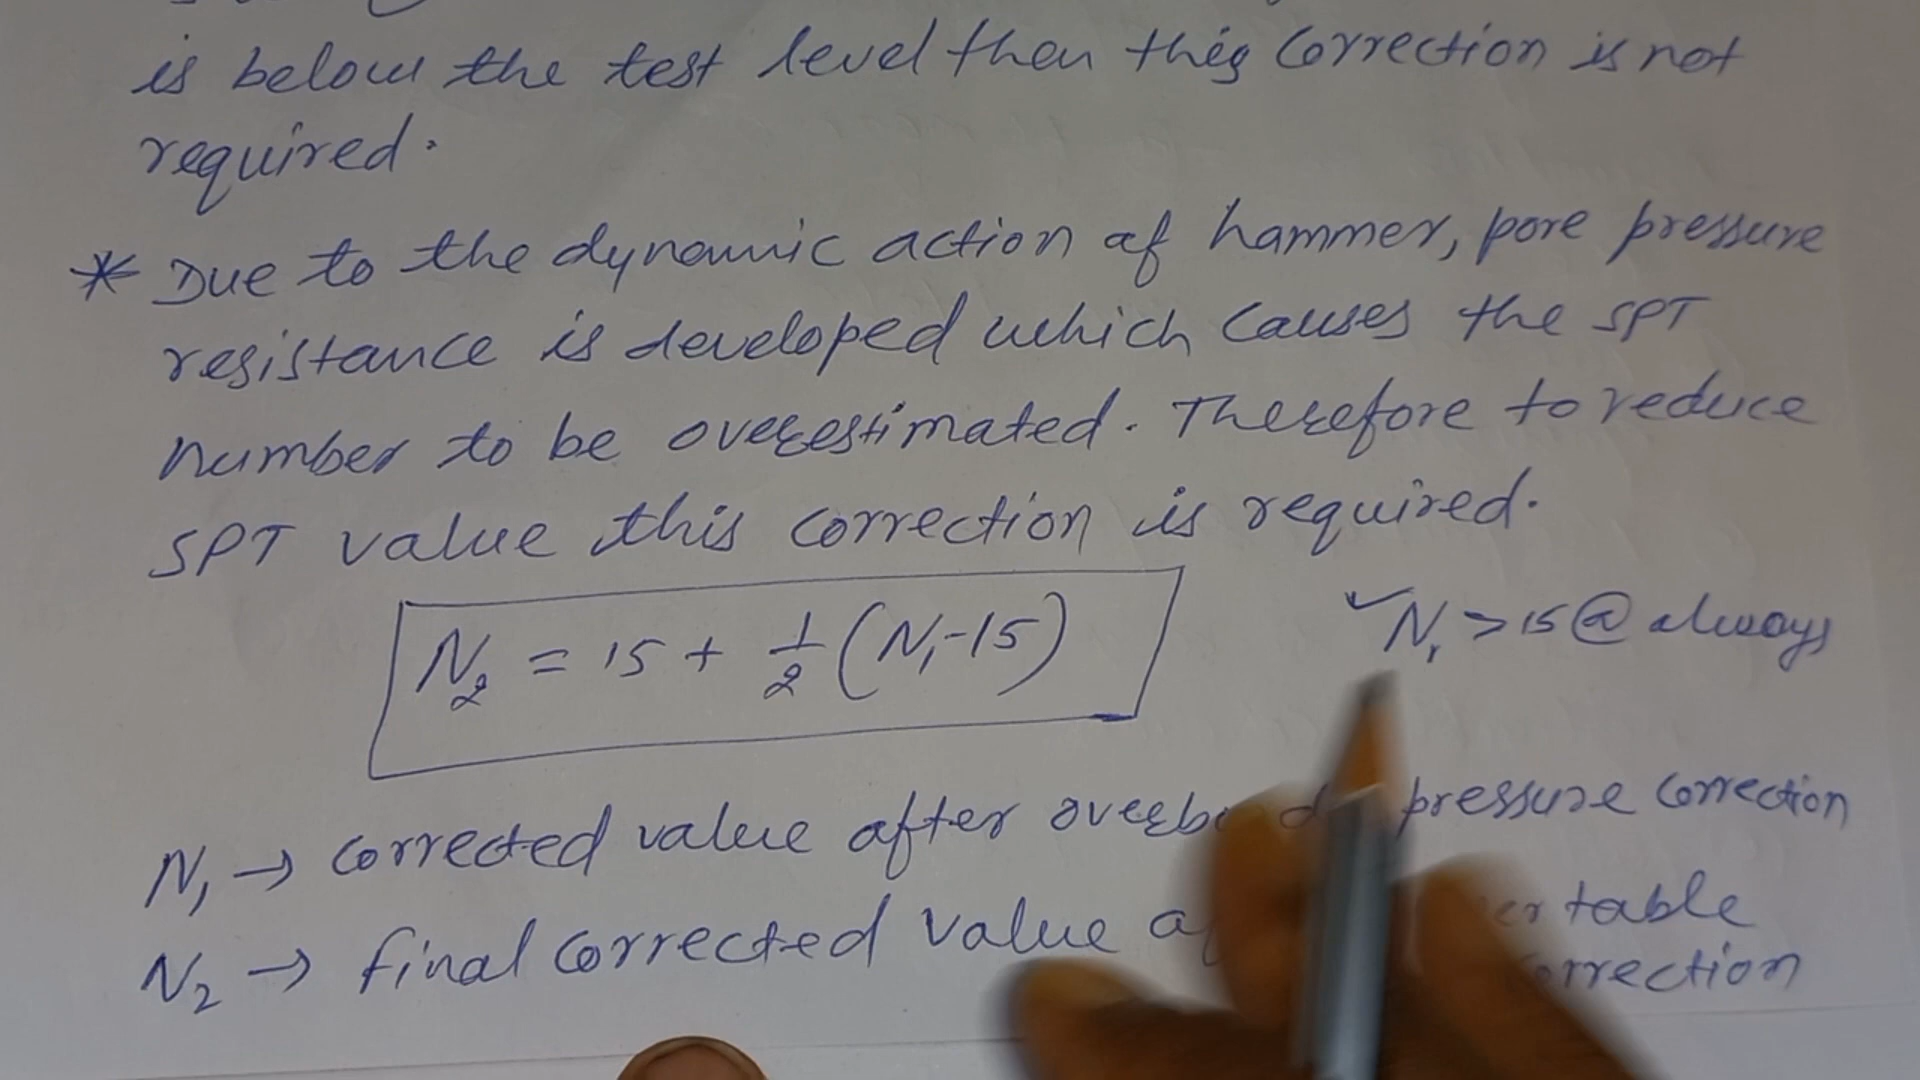 is below the test level then this correction is not
required.
* Due to the dynamic action of hammer, pore pressure
resistance is developed which causes the SPT
number to be overestimated. Therefore to reduce
SPT value this correction is required.
N₂ = 15 + 1/2 (N₁-15)
✓N₁ > 15 @ always
N₁ → corrected value after pressure correction
N₂ → final corrected value table
correction